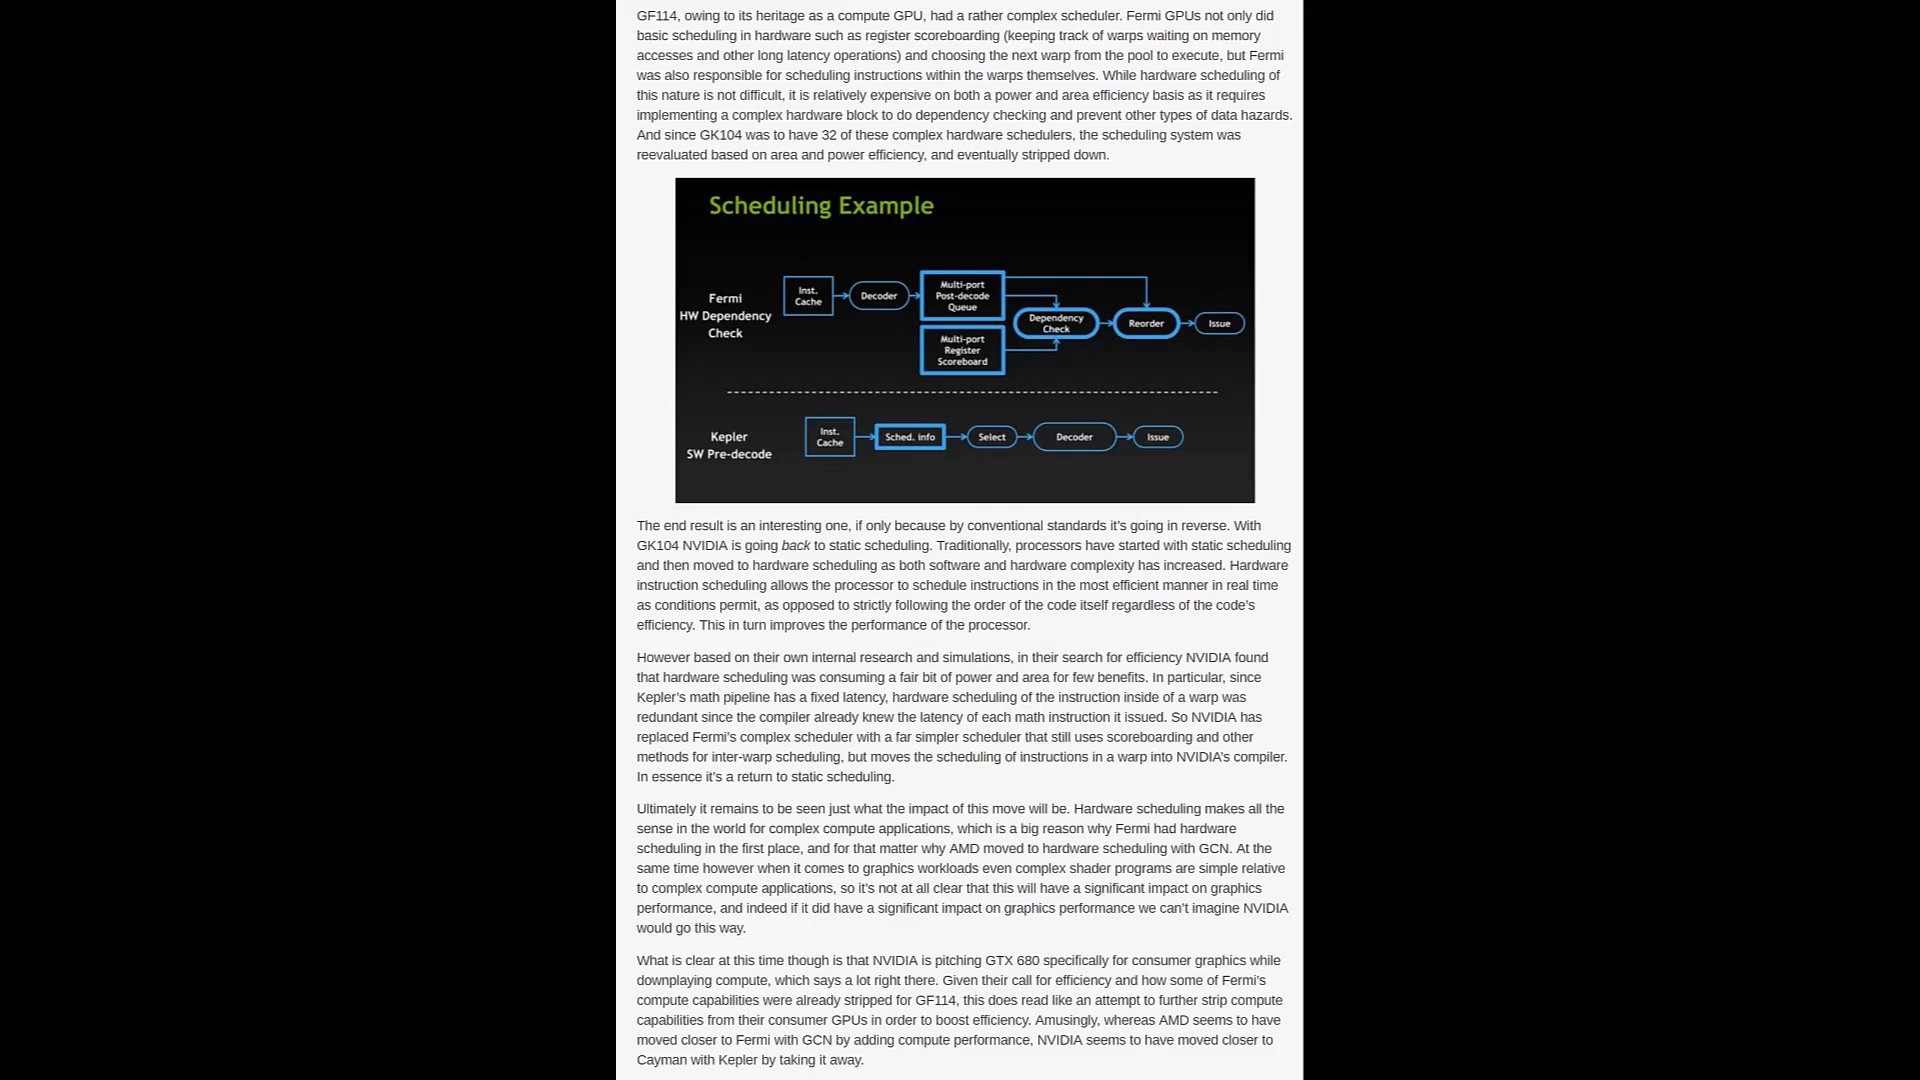 GF114, owing to its heritage as a compute GPU, had a rather complex scheduler. Fermi GPUs not only did
basic scheduling in hardware such as register scoreboarding (keeping track of warps waiting on memory
accesses and other long latency operations) and choosing the next warp from the pool to execute, but Fermi
was also responsible for scheduling instructions within the warps themselves. While hardware scheduling of
this nature is not difficult, it is relatively expensive on both a power and area efficiency basis as it requires
implementing a complex hardware block to do dependency checking and prevent other types of data hazards.
And since GK104 was to have 32 of these complex hardware schedulers, the scheduling system was
reevaluated based on area and power efficiency, and eventually stripped down.
Scheduling Example
Fermi
HW Dependency
Check
Inst.
Cache
Decoder
Multi-port
Post-decode
Queue
Multi-port
Register
Scoreboard
Dependency
Check
Reorder
Issue
Kepler
SW Pre-decode
Inst.
Cache
Sched. info
Select
Decoder
Issue
The end result is an interesting one, if only because by conventional standards it's going in reverse. With
GK104 NVIDIA is going back to static scheduling. Traditionally, processors have started with static scheduling
and then moved to hardware scheduling as both software and hardware complexity has increased. Hardware
instruction scheduling allows the processor to schedule instructions in the most efficient manner in real time
as conditions permit, as opposed to strictly following the order of the code itself regardless of the code's
efficiency. This in turn improves the performance of the processor.
However based on their own internal research and simulations, in their search for efficiency NVIDIA found
that hardware scheduling was consuming a fair bit of power and area for few benefits. In particular, since
Kepler's math pipeline has a fixed latency, hardware scheduling of the instruction inside of a warp was
redundant since the compiler already knew the latency of each math instruction it issued. So NVIDIA has
replaced Fermi's complex scheduler with a far simpler scheduler that still uses scoreboarding and other
methods for inter-warp scheduling, but moves the scheduling of instructions in a warp into NVIDIA's compiler.
In essence it's a return to static scheduling.
Ultimately it remains to be seen just what the impact of this move will be. Hardware scheduling makes all the
sense in the world for complex compute applications, which is a big reason why Fermi had hardware
scheduling in the first place, and for that matter why AMD moved to hardware scheduling with GCN. At the
same time however when it comes to graphics workloads even complex shader programs are simple relative
to complex compute applications, so it's not at all clear that this will have a significant impact on graphics
performance, and indeed if it did have a significant impact on graphics performance we can't imagine NVIDIA
would go this way.
What is clear at this time though is that NVIDIA is pitching GTX 680 specifically for consumer graphics while
downplaying compute, which says a lot right there. Given their call for efficiency and how some of Fermi's
compute capabilities were already stripped for GF114, this does read like an attempt to further strip compute
capabilities from their consumer GPUs in order to boost efficiency. Amusingly, whereas AMD seems to have
moved closer to Fermi with GCN by adding compute performance, NVIDIA seems to have moved closer to
Cayman with Kepler by taking it away.